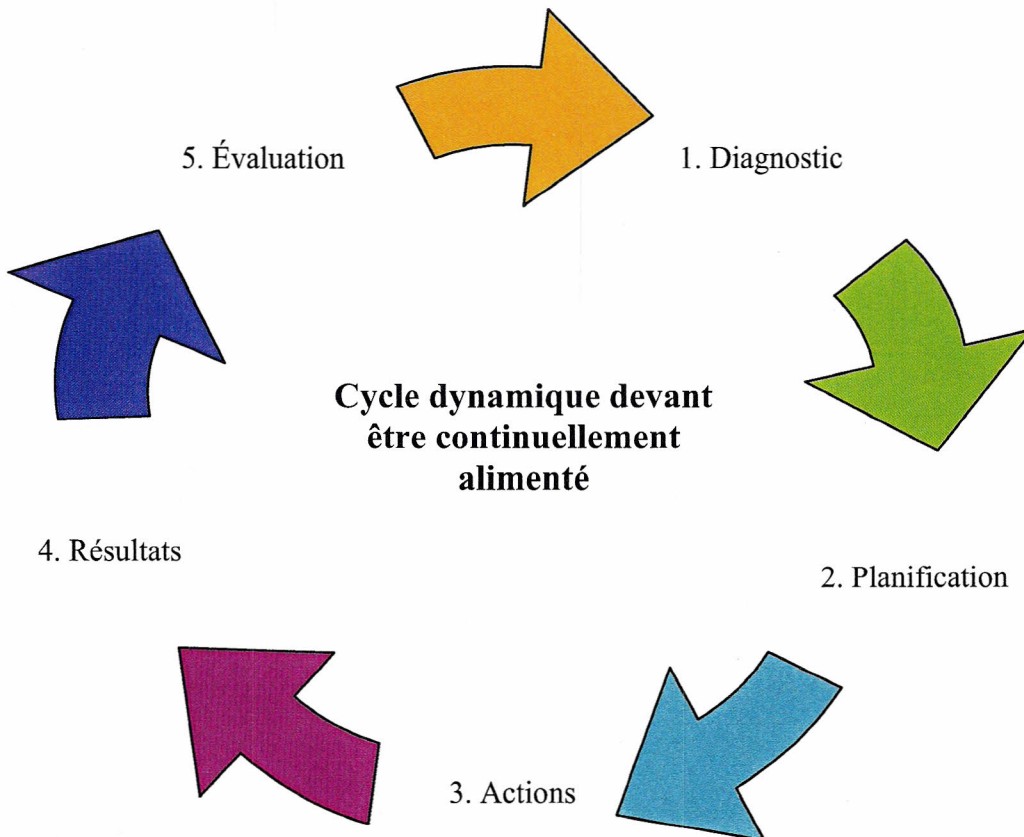 5. Évaluation
1. Diagnostic
Cycle dynamique devant
être continuellement
alimenté
4. Résultats
2. Planification
3. Actions